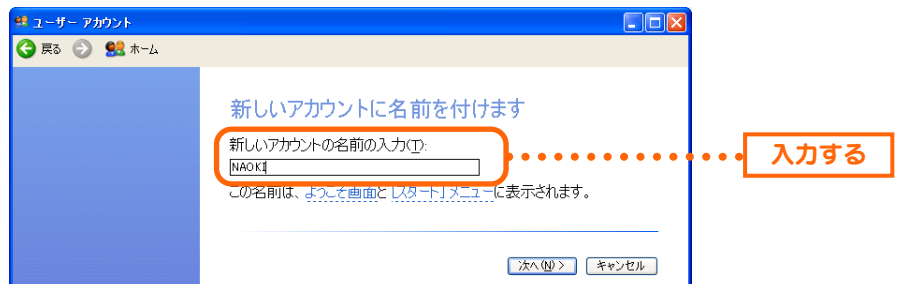 ユーザー アカウント
戻る ホーム
新しいアカウントに名前を付けます
新しいアカウントの名前の入力(T):
NAOKI
入力する
この名前は、ようこそ画面と [スタート] メニューに表示されます。
次へ(N) > キャンセル